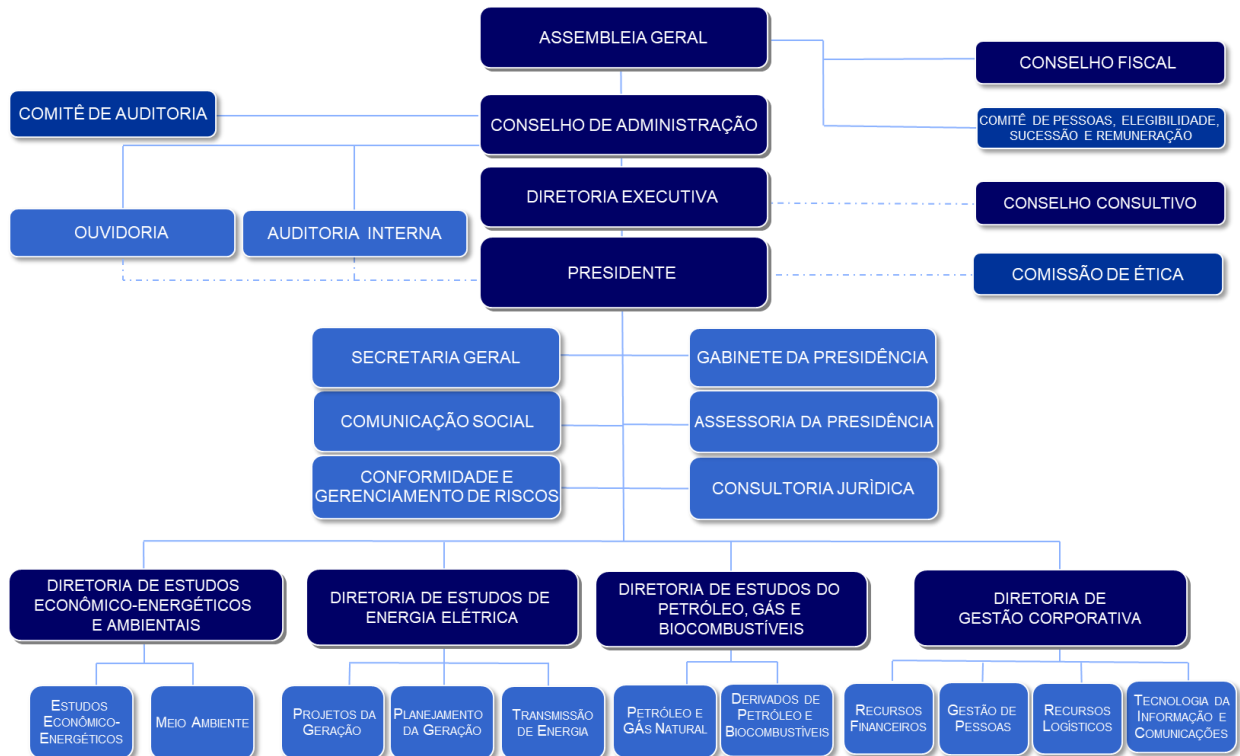 ASSEMBLEIA GERAL
CONSELHO FISCAL
COMITÊ DE AUDITORIA
CONSELHO DE ADMINISTRAÇÃO
COMITÊ DE PESSOAS, ELEGIBILIDADE,
SUCESSÃO E REMUNERAÇÃO
DIRETORIA EXECUTIVA
CONSELHO CONSULTIVO
OUVIDORIA
AUDITORIA INTERNA
PRESIDENTE
COMISSÃO DE ÉTICA
SECRETARIA GERAL
GABINETE DA PRESIDÊNCIA
COMUNICAÇÃO SOCIAL
ASSESSORIA DA PRESIDÊNCIA
CONFORMIDADE E
GERENCIAMENTO DE RISCOS
CONSULTORIA JURÌDICA
DIRETORIA DE ESTUDOS
ECONÔMICO-ENERGÉTICOS
E AMBIENTAIS
DIRETORIA DE ESTUDOS DE
ENERGIA ELÉTRICA
DIRETORIA DE ESTUDOS DO
PETRÓLEO, GÁS E
BIOCOMBUSTÍVEIS
DIRETORIA DE
GESTÃO CORPORATIVA
ESTUDOS
ECONÔMICO-
ENERGÉTICOS
MEIO AMBIENTE
PROJETOS DA
GERAÇÃO
PLANEJAMENTO
DA GERAÇÃO
TRANSMISSÃO
DE ENERGIA
PETRÓLEO E
GÁS NATURAL
DERIVADOS DE
PETRÓLEO E
BIOCOMBUSTÍVEIS
RECURSOS
FINANCEIROS
GESTÃO DE
PESSOAS
RECURSOS
LOGÍSTICOS
TECNOLOGIA DA
INFORMAÇÃO E
COMUNICAÇÕES